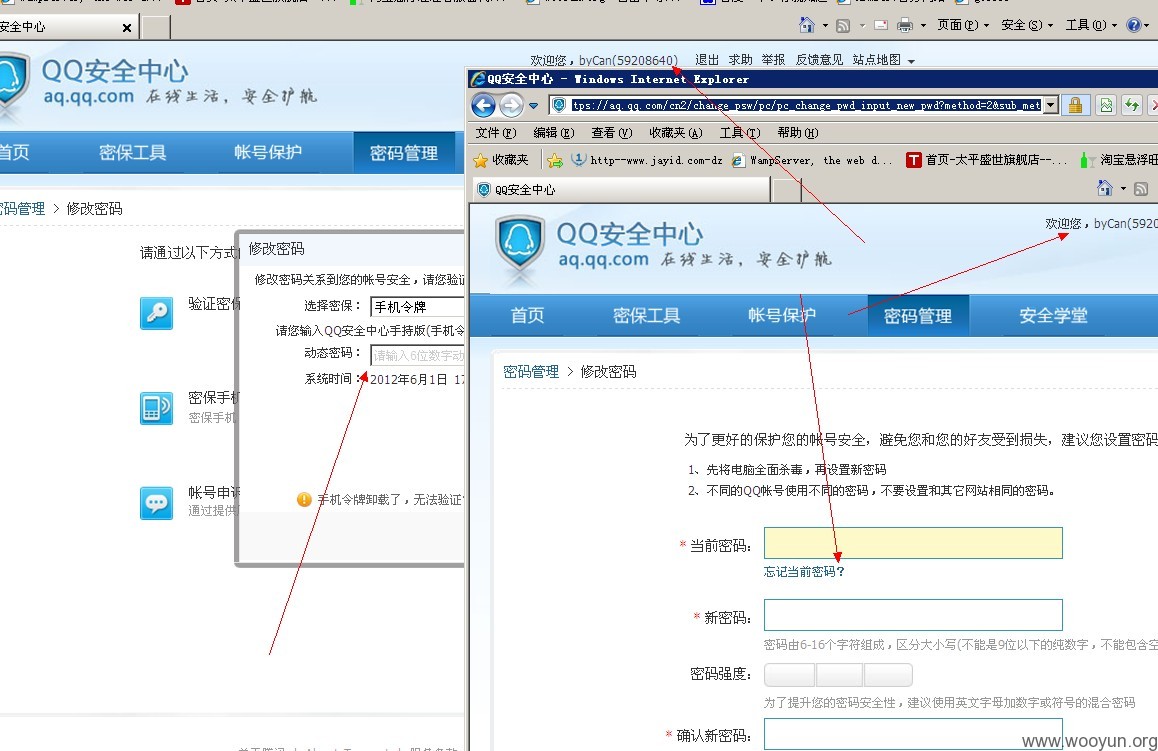 安全中心
页面(P) 安全(S) 工具(O)
QQ安全中心
aq.qq.com 在线生活，安全护航
欢迎您，byCan(59208640) 退出 求助 举报 反馈意见 站点地图
首页 密保工具 帐号保护 密码管理
密码管理 > 修改密码
请通过以下方式
验证密保
密保手机
密保手机
帐号申诉
通过提供
修改密码
修改密码关系到您的帐号安全，请您验证
选择密保： 手机令牌
请您输入QQ安全中心手持版(手机令
动态密码： 请输入6位数字动
系统时间： 2012年6月1日 17
手机令牌卸载了，无法验证
QQ安全中心 - Windows Internet Explorer
tps://aq.qq.com/cn2/change_psw/pc/pc_change_pwd_input_new_pwd?method=2&sub_met
文件(F) 编辑(E) 查看(V) 收藏夹(A) 工具(T) 帮助(H)
收藏夹 http--www.jayid.com-dz WampServer, the web d... 首页-太平盛世旗舰店--... 淘宝悬浮旺
QQ安全中心
QQ安全中心
aq.qq.com 在线生活，安全护航
欢迎您，byCan(5920
首页 密保工具 帐号保护 密码管理 安全学堂
密码管理 > 修改密码
为了更好的保护您的帐号安全，避免您和您的好友受到损失，建议您设置密码
1、先将电脑全面杀毒，再设置新密码
2、不同的QQ帐号使用不同的密码，不要设置和其它网站相同的密码。
* 当前密码：
忘记当前密码？
* 新密码：
密码由6-16个字符组成，区分大小写(不能是9位以下的纯数字，不能包含空
密码强度：
为了提升您的密码安全性，建议使用英文字母加数字或符号的混合密码
* 确认新密码：
www.wooyun.org